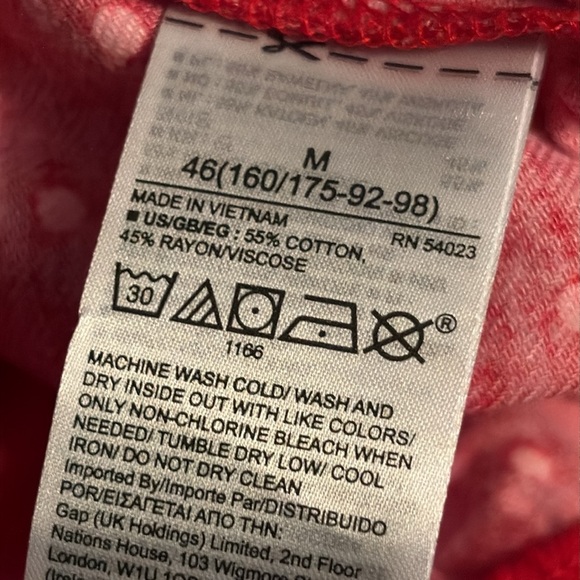 M
46(160/175-92-98)
MADE IN VIETNAM RN 54023
■ US/GB/EG : 55% COTTON,
45% RAYON/VISCOSE
30 ®
1166
MACHINE WASH COLD/ WASH AND
DRY INSIDE OUT WITH LIKE COLORS/
ONLY NON-CHLORINE BLEACH WHEN
NEEDED/ TUMBLE DRY LOW/ COOL
IRON/ DO NOT DRY CLEAN
Imported By/Importe Par/DISTRIBUIDO
POR/ΕΙΣΑΓΕΤΑΙ ΑΠΟ ΤΗΝ:
Gap (UK Holdings) Limited, 2nd Floor
Nations House, 103 Wigmore
London, W1U